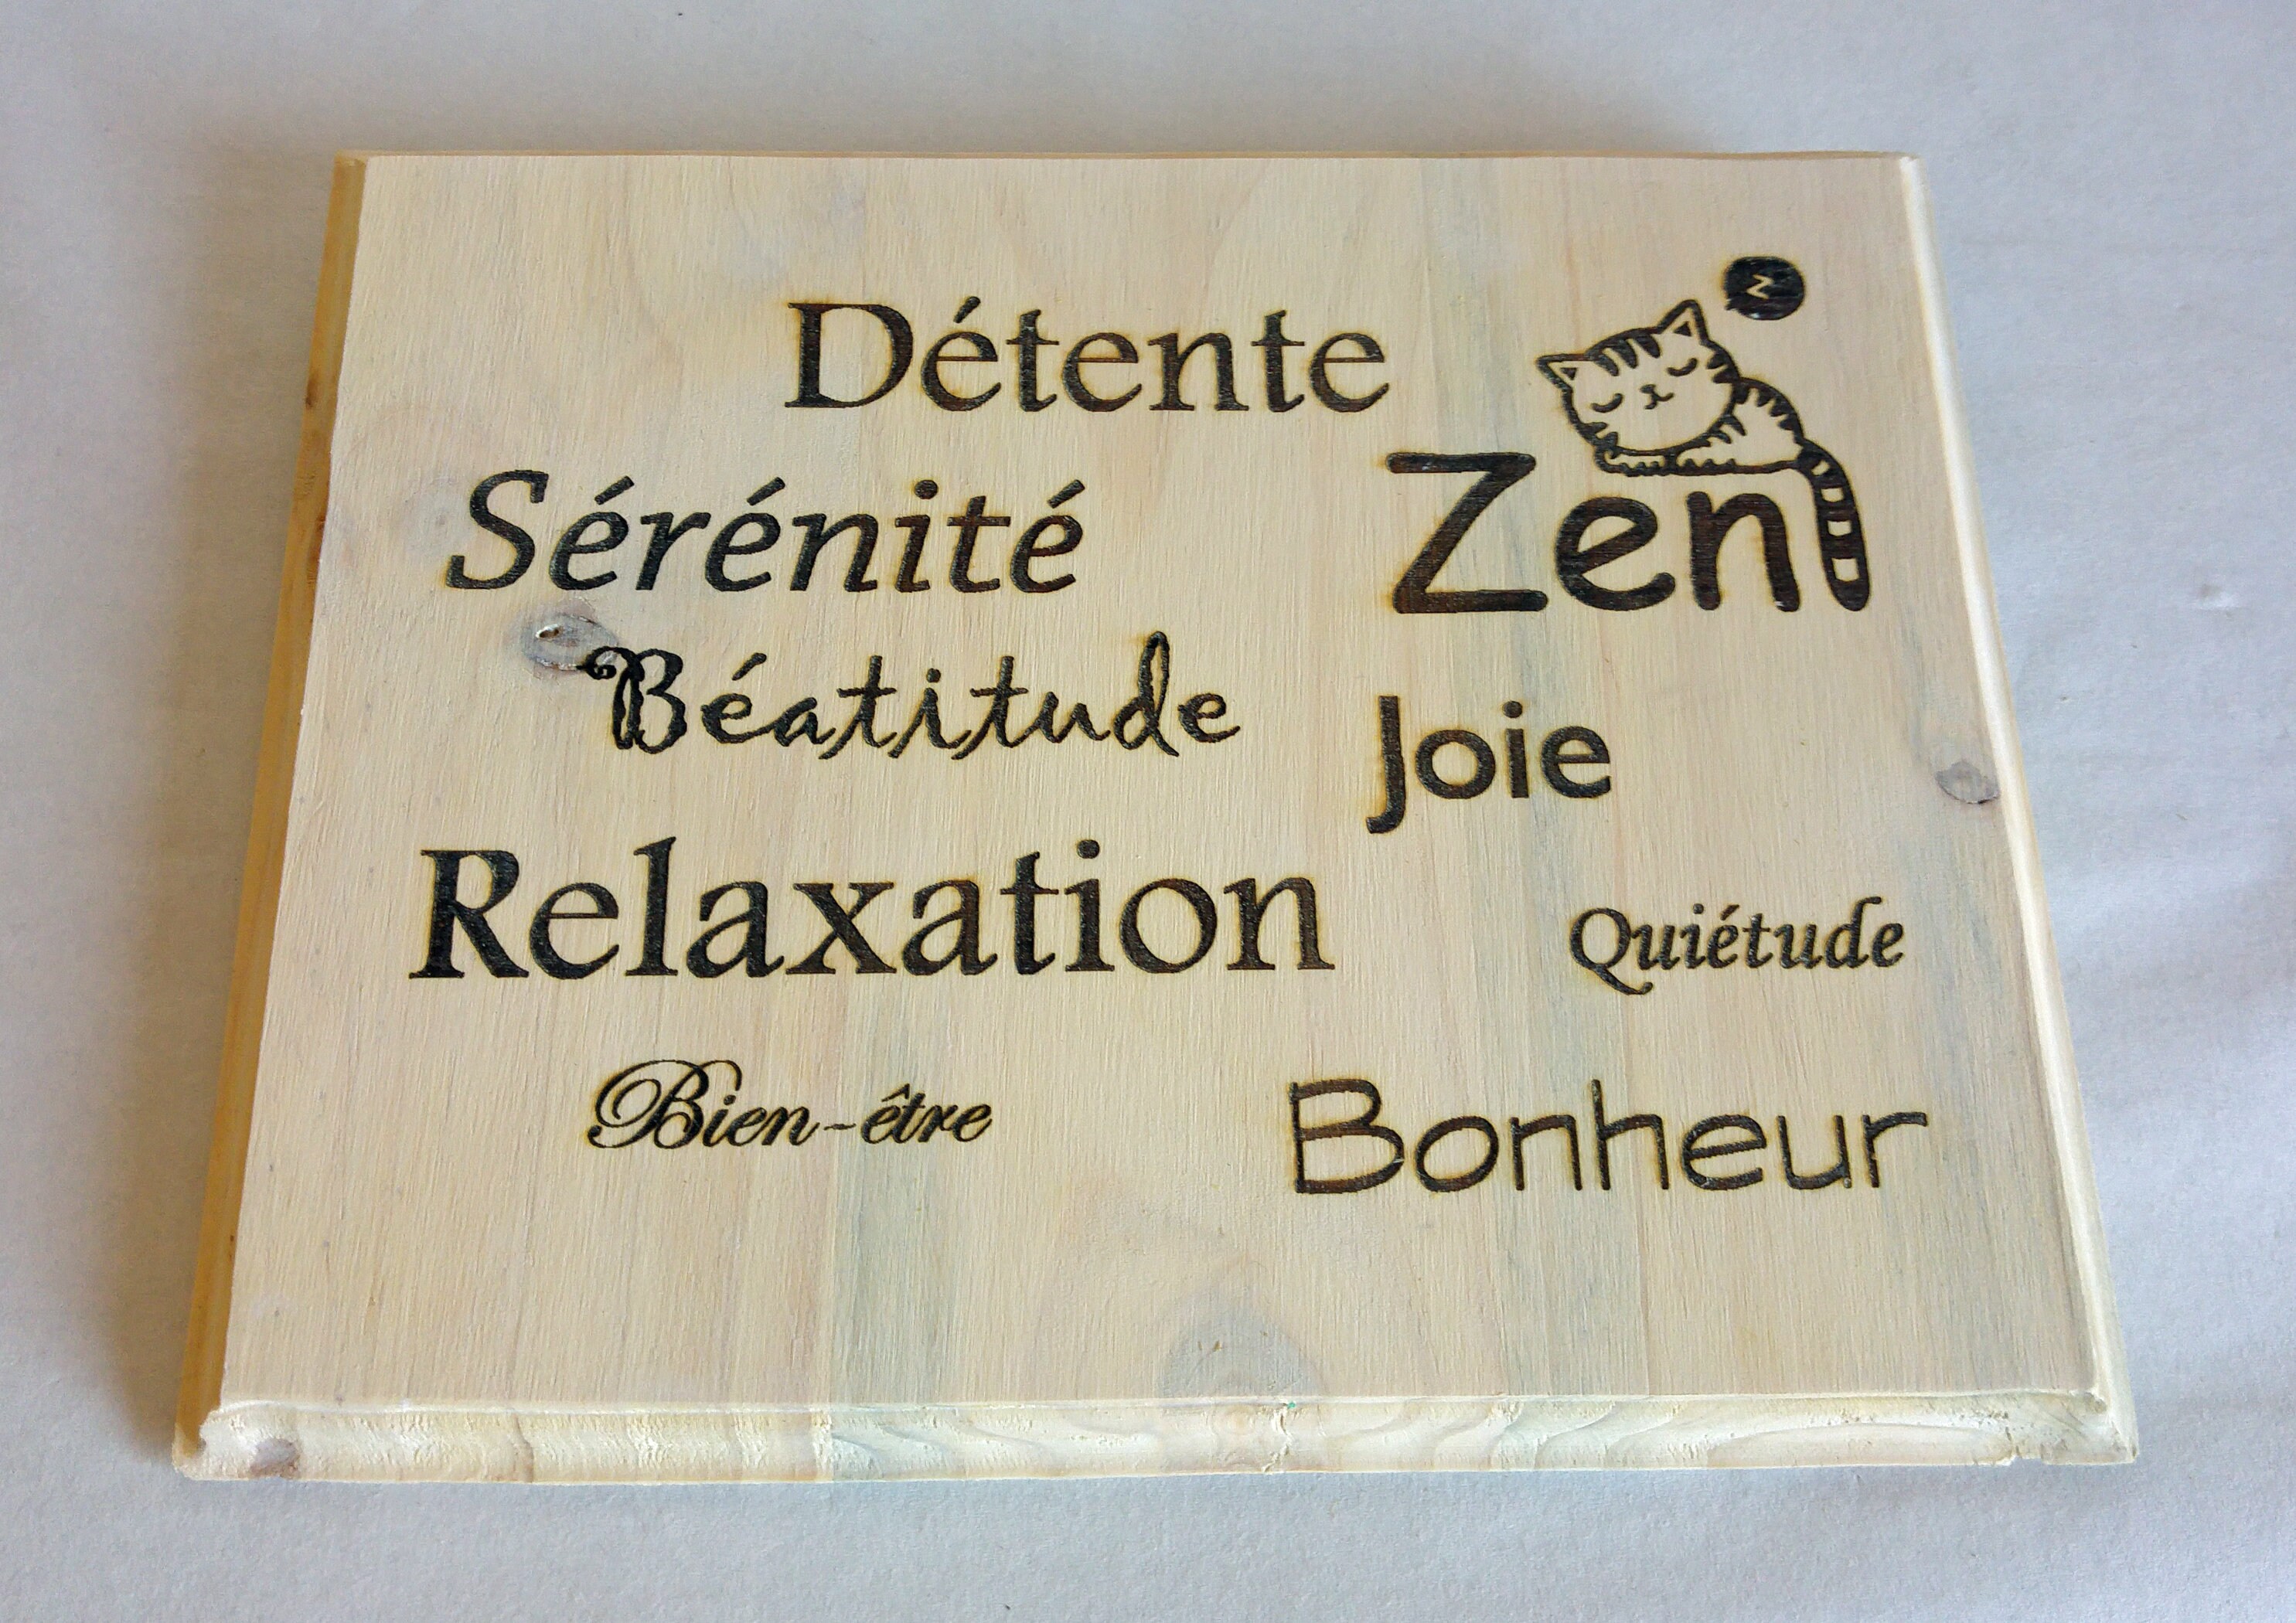 Détente
Z
Zen
Sérénité
Béatitude
Joie
Relaxation
Quiétude
Bien-être
Bonheur